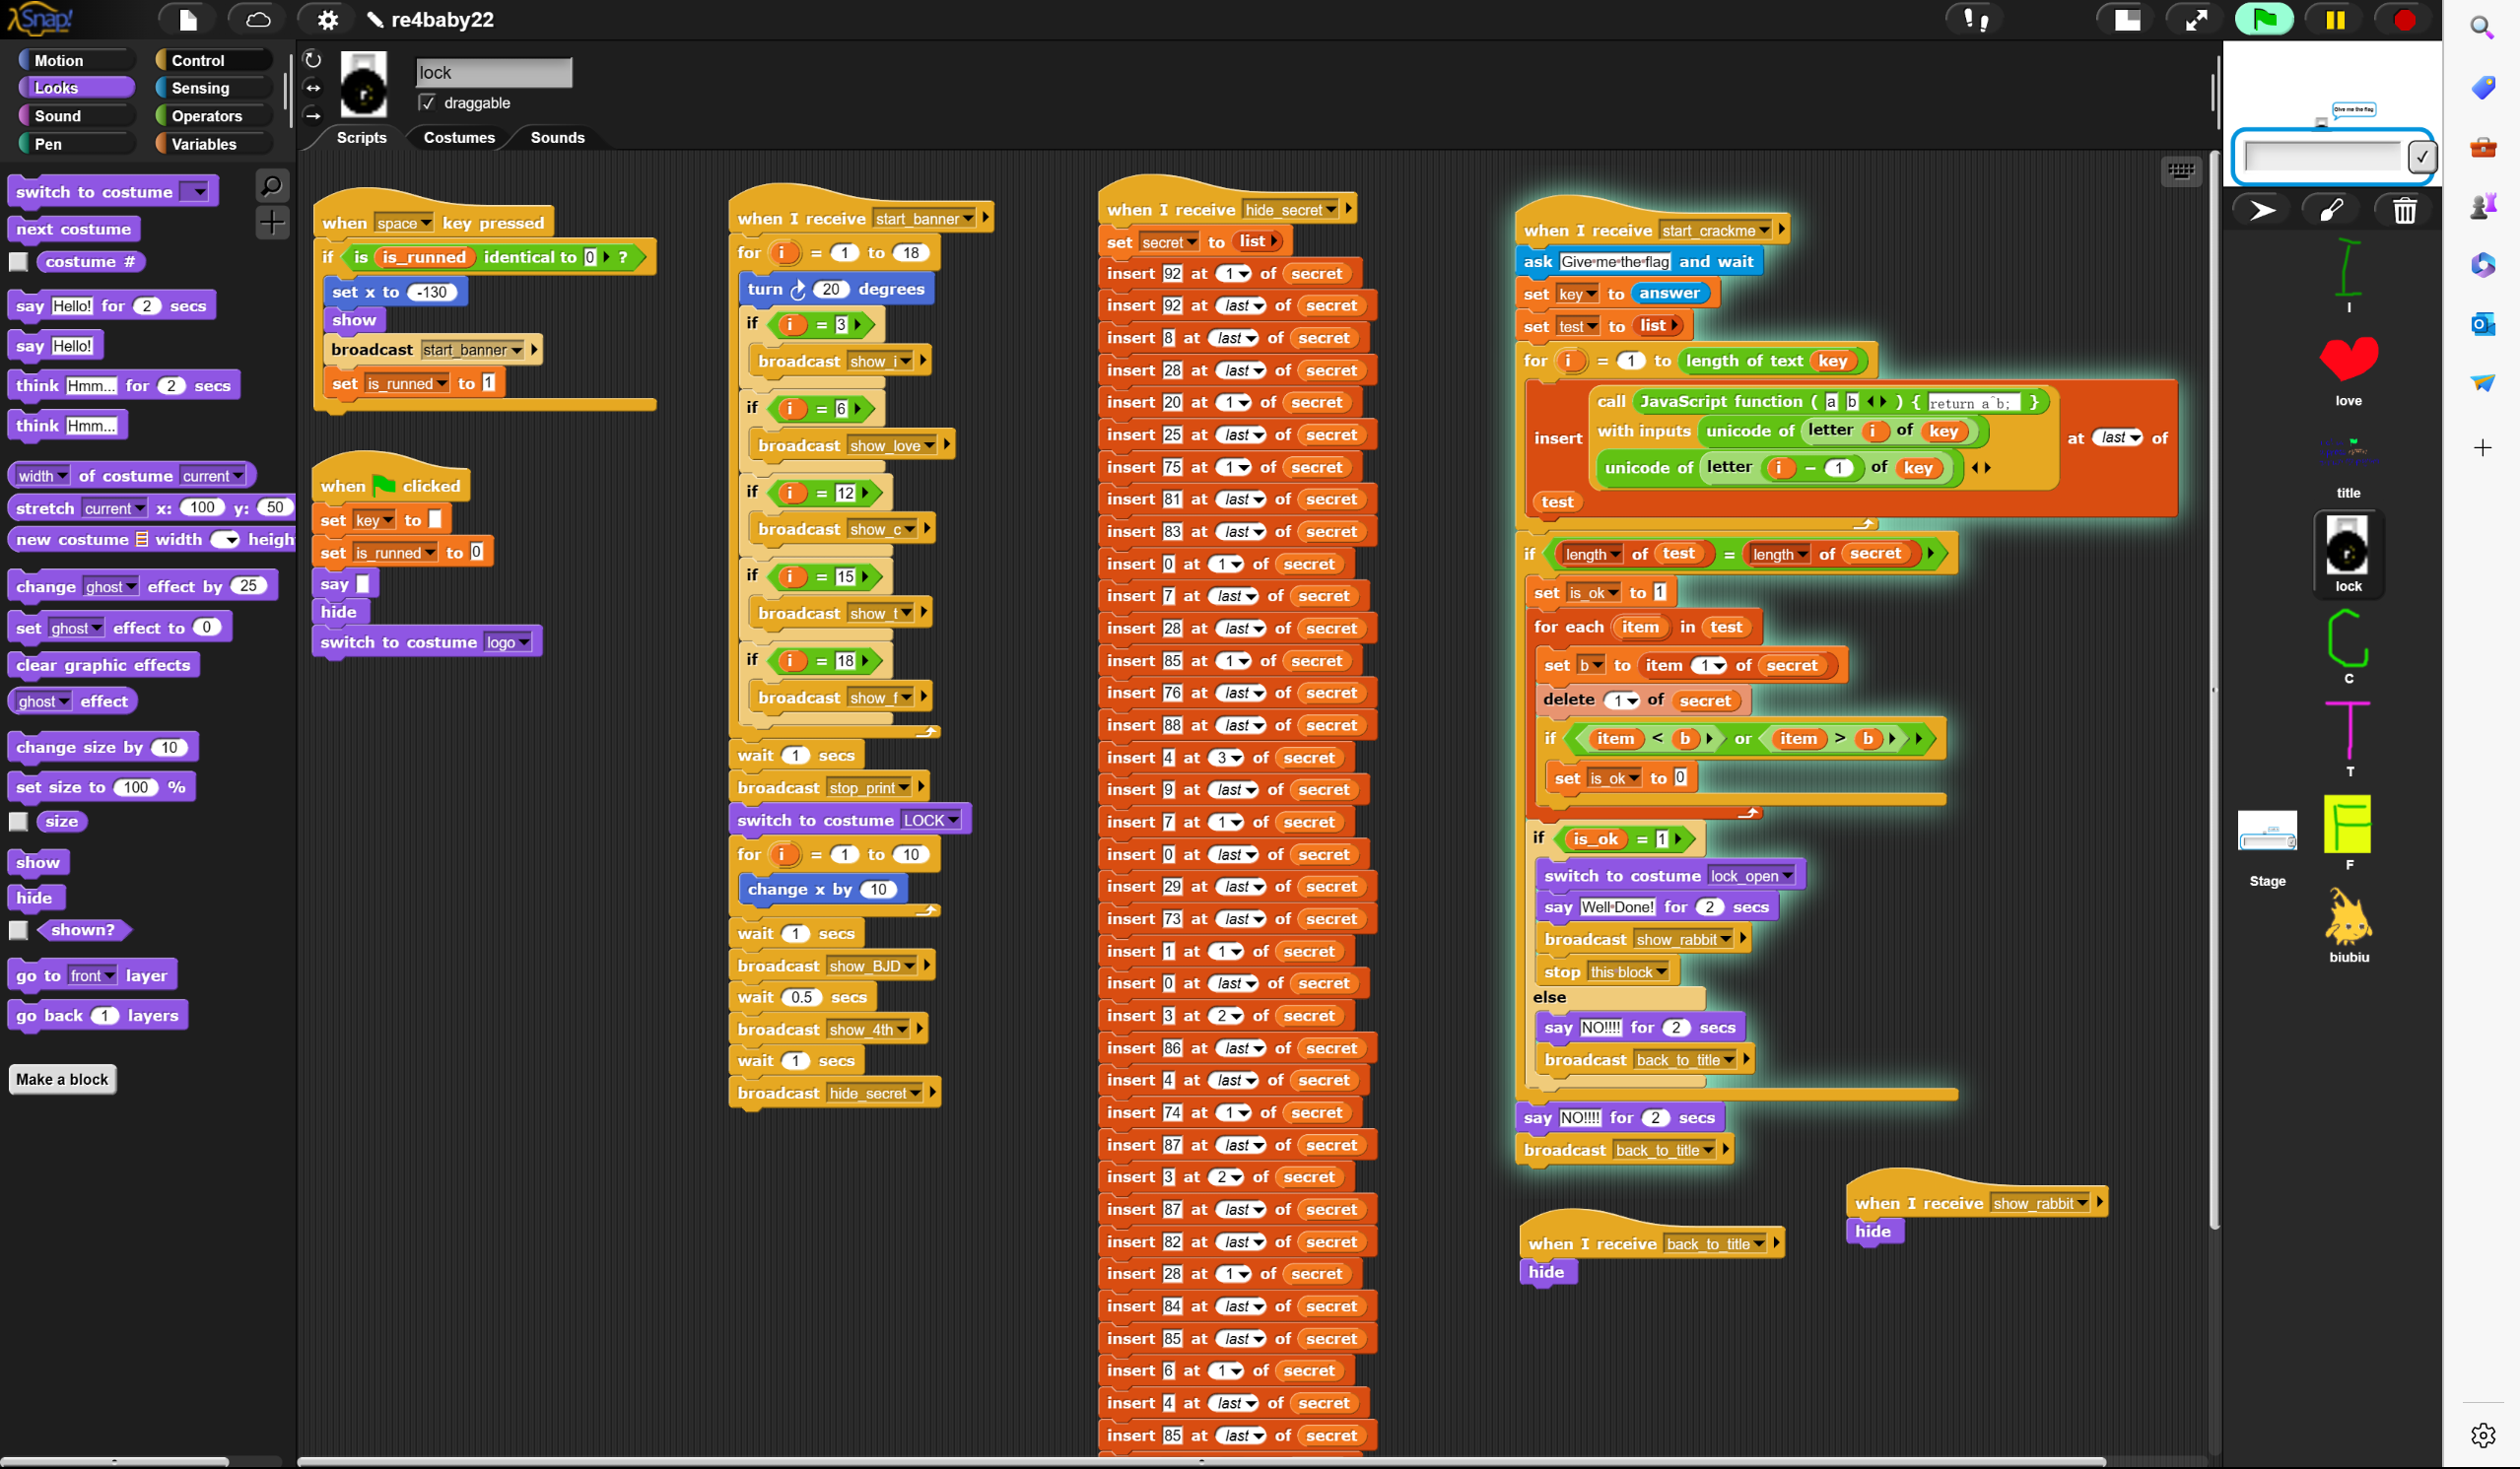 Snap!
re4baby22
Motion
Control
Looks
Sensing
Sound
Operators
Pen
Variables
lock
draggable
Scripts
Costumes
Sounds
switch to costume
next costume
costume #
say Hello! for 2 secs
say Hello!
think Hmm... for 2 secs
think Hmm...
width of costume current
stretch current x: 100 y: 50
new costume width heigh
change ghost effect by 25
set ghost effect to 0
clear graphic effects
ghost effect
change size by 10
set size to 100 %
size
show
hide
shown?
go to front layer
go back 1 layers
Make a block
when space key pressed
if is is_runned identical to 0 ?
set x to -130
show
broadcast start_banner
set is_runned to 1
when clicked
set key to
set is_runned to 0
say
hide
switch to costume logo
when I receive start_banner
for i = 1 to 18
turn 20 degrees
if i = 3
broadcast show_i
if i = 6
broadcast show_love
if i = 12
broadcast show_c
if i = 15
broadcast show_t
if i = 18
broadcast show_f
wait 1 secs
broadcast stop_print
switch to costume LOCK
for i = 1 to 10
change x by 10
wait 1 secs
broadcast show_BJD
wait 0.5 secs
broadcast show_4th
wait 1 secs
broadcast hide_secret
when I receive hide_secret
set secret to list
insert 92 at 1 of secret
insert 92 at last of secret
insert 8 at last of secret
insert 28 at last of secret
insert 20 at 1 of secret
insert 25 at last of secret
insert 75 at 1 of secret
insert 81 at last of secret
insert 83 at last of secret
insert 0 at 1 of secret
insert 7 at last of secret
insert 28 at last of secret
insert 85 at 1 of secret
insert 76 at last of secret
insert 88 at last of secret
insert 4 at 3 of secret
insert 9 at last of secret
insert 7 at 1 of secret
insert 0 at last of secret
insert 29 at last of secret
insert 73 at last of secret
insert 1 at 1 of secret
insert 0 at last of secret
insert 3 at 2 of secret
insert 86 at last of secret
insert 4 at last of secret
insert 74 at 1 of secret
insert 87 at last of secret
insert 3 at 2 of secret
insert 87 at last of secret
insert 82 at last of secret
insert 28 at 1 of secret
insert 84 at last of secret
insert 85 at last of secret
insert 6 at 1 of secret
insert 4 at last of secret
insert 85 at last of secret
when I receive start_crackme
ask Give me the flag and wait
set key to answer
set test to list
for i = 1 to length of text key
call JavaScript function ( a b ) { return a^b; }
with inputs unicode of letter i of key
insert at last of
unicode of letter i − 1 of key
test
if length of test = length of secret
set is_ok to 1
for each item in test
set b to item 1 of secret
delete 1 of secret
if item < b or item > b
set is_ok to 0
if is_ok = 1
switch to costume lock_open
say Well Done! for 2 secs
broadcast show_rabbit
stop this block
else
say NO!!!! for 2 secs
broadcast back_to_title
say NO!!!! for 2 secs
broadcast back_to_title
when I receive back_to_title
hide
when I receive show_rabbit
hide
Give me the flag
I
love
title
lock
C
T
F
Stage
biubiu